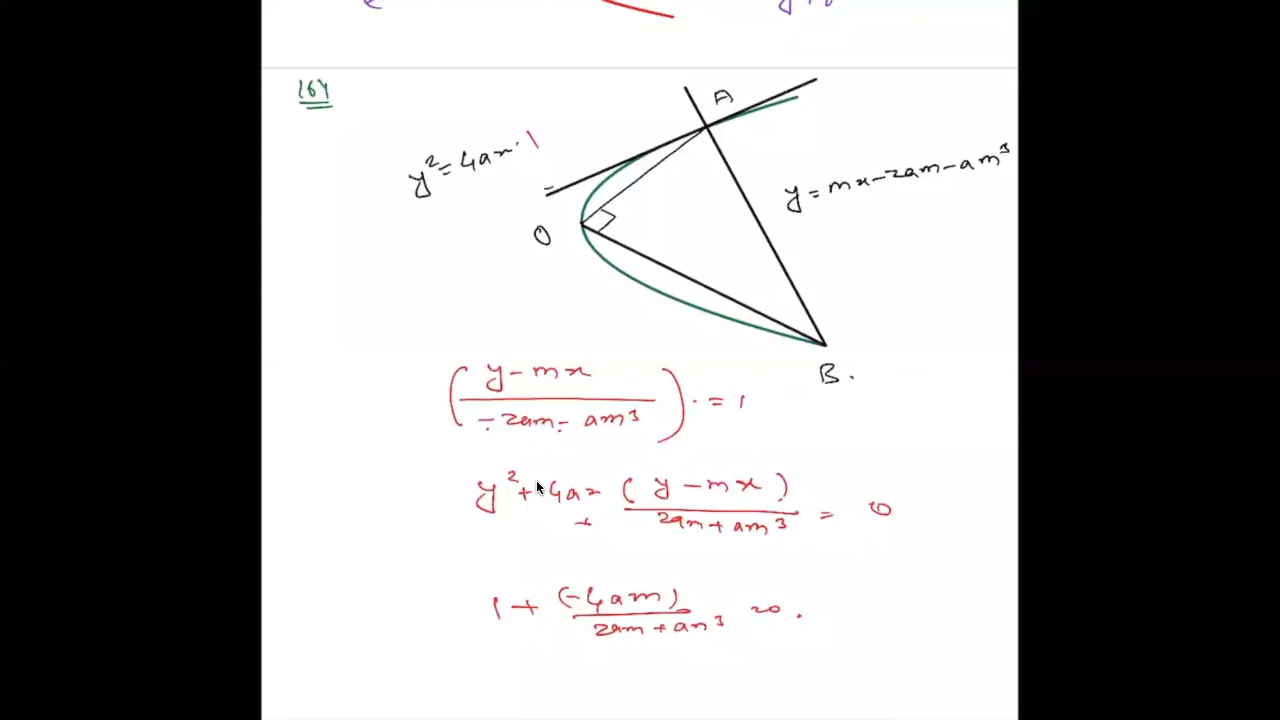 164
y² = 4ax·1
A
y = mx - 2am - am³
O
B.
( (y - mx) / (-2am - am³) ) · = 1
y² + 4ax (y - mx) / (2am + am³) = 0
1 + (-4am) / (2am + am³) = 0.